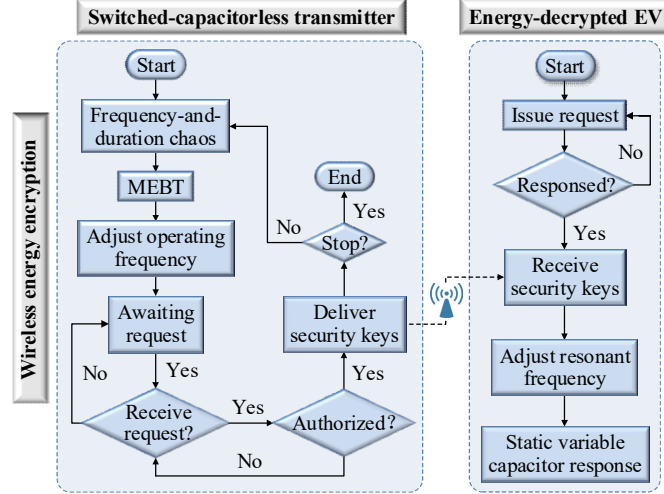 Switched-capacitorless transmitter
Energy-decrypted EV
Wireless energy encryption
Start
Frequency-and-
duration chaos
MEBT
Adjust operating
frequency
Awaiting
request
Yes
No
Receive
request?
Yes
No
Authorized?
Yes
Deliver
security keys
Stop?
No
Yes
End
Start
Issue request
No
Responsed?
Yes
Receive
security keys
Adjust resonant
frequency
Static variable
capacitor response